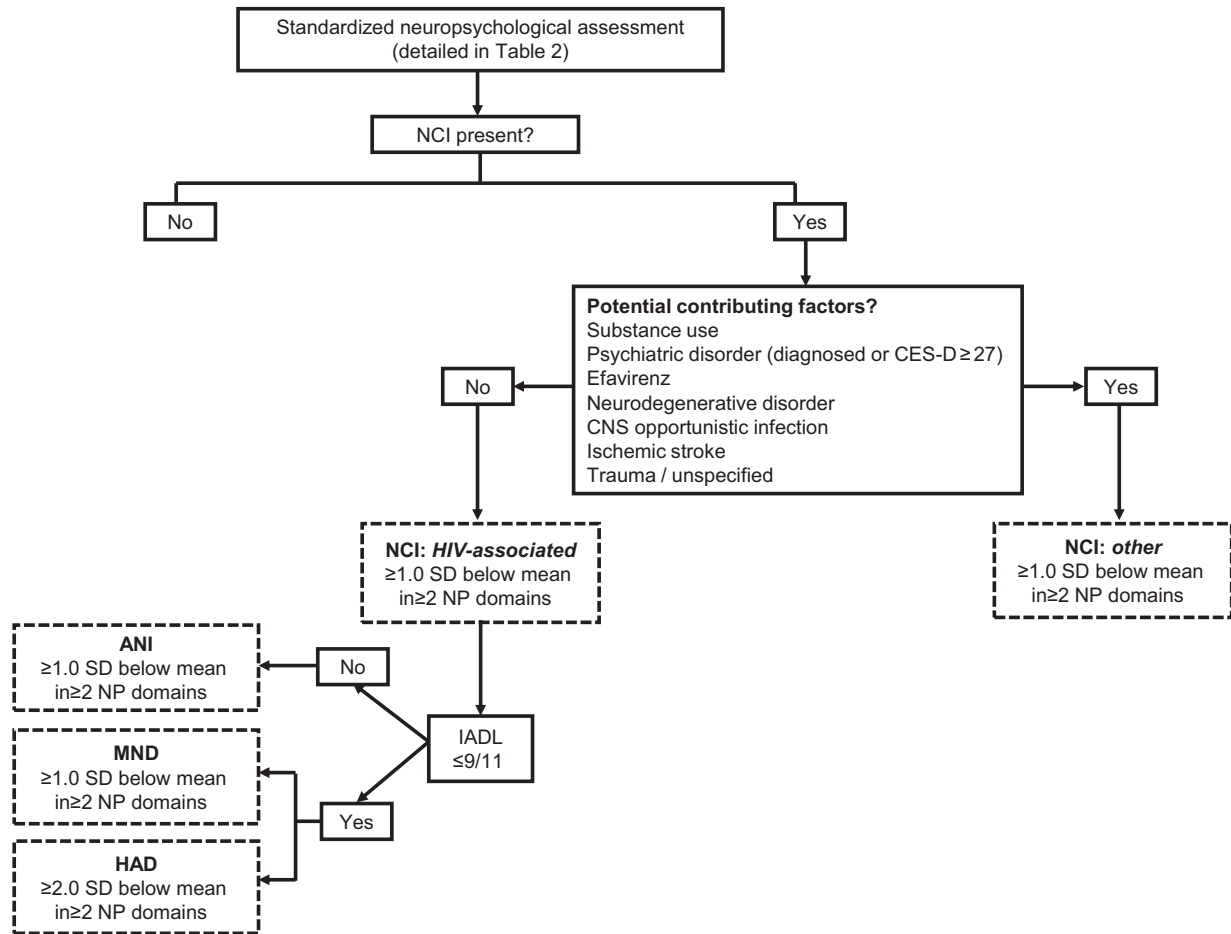 Standardized neuropsychological assessment
(detailed in Table 2)
NCI present?
No
Yes
Potential contributing factors?
Substance use
Psychiatric disorder (diagnosed or CES-D ≥ 27)
Efavirenz
Neurodegenerative disorder
CNS opportunistic infection
Ischemic stroke
Trauma / unspecified
No
Yes
NCI: HIV-associated
≥1.0 SD below mean
in≥2 NP domains
NCI: other
≥1.0 SD below mean
in≥2 NP domains
ANI
≥1.0 SD below mean
in≥2 NP domains
No
IADL
≤9/11
MND
≥1.0 SD below mean
in≥2 NP domains
Yes
HAD
≥2.0 SD below mean
in≥2 NP domains